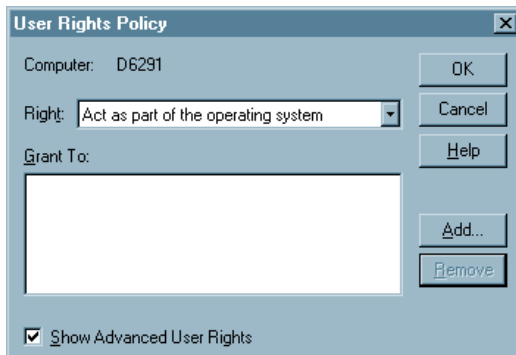 User Rights Policy
Computer: D6291
OK
Right: Act as part of the operating system
Cancel
Grant To:
Help
Add...
Remove
Show Advanced User Rights